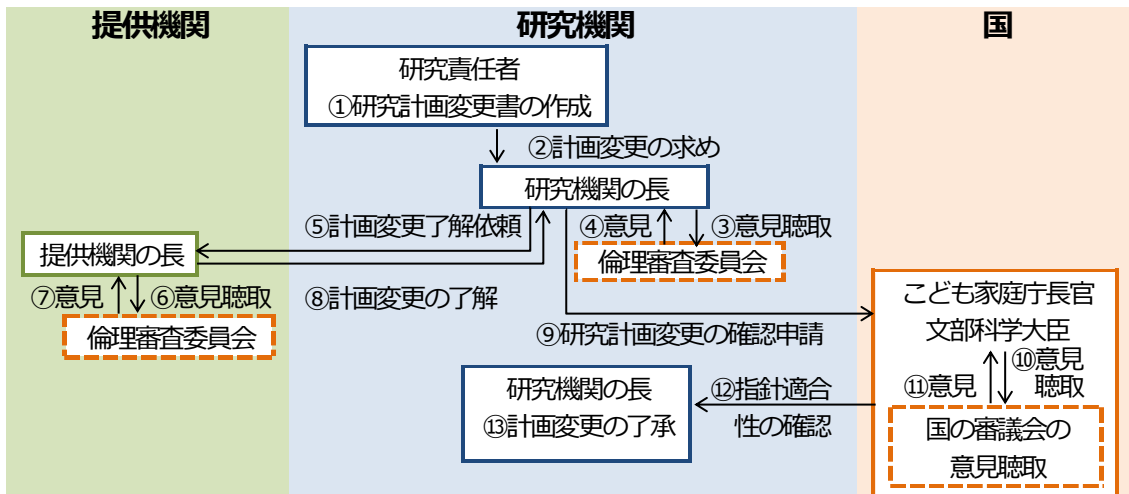 提供機関
研究機関
国
研究責任者
①研究計画変更書の作成
②計画変更の求め
研究機関の長
⑤計画変更了解依頼
④意見
③意見聴取
倫理審査委員会
提供機関の長
⑦意見
⑥意見聴取
倫理審査委員会
⑧計画変更の了解
⑨研究計画変更の確認申請
こども家庭庁長官
文部科学大臣
⑩意見
聴取
⑪意見
国の審議会の
意見聴取
⑫指針適合
性の確認
研究機関の長
⑬計画変更の了承